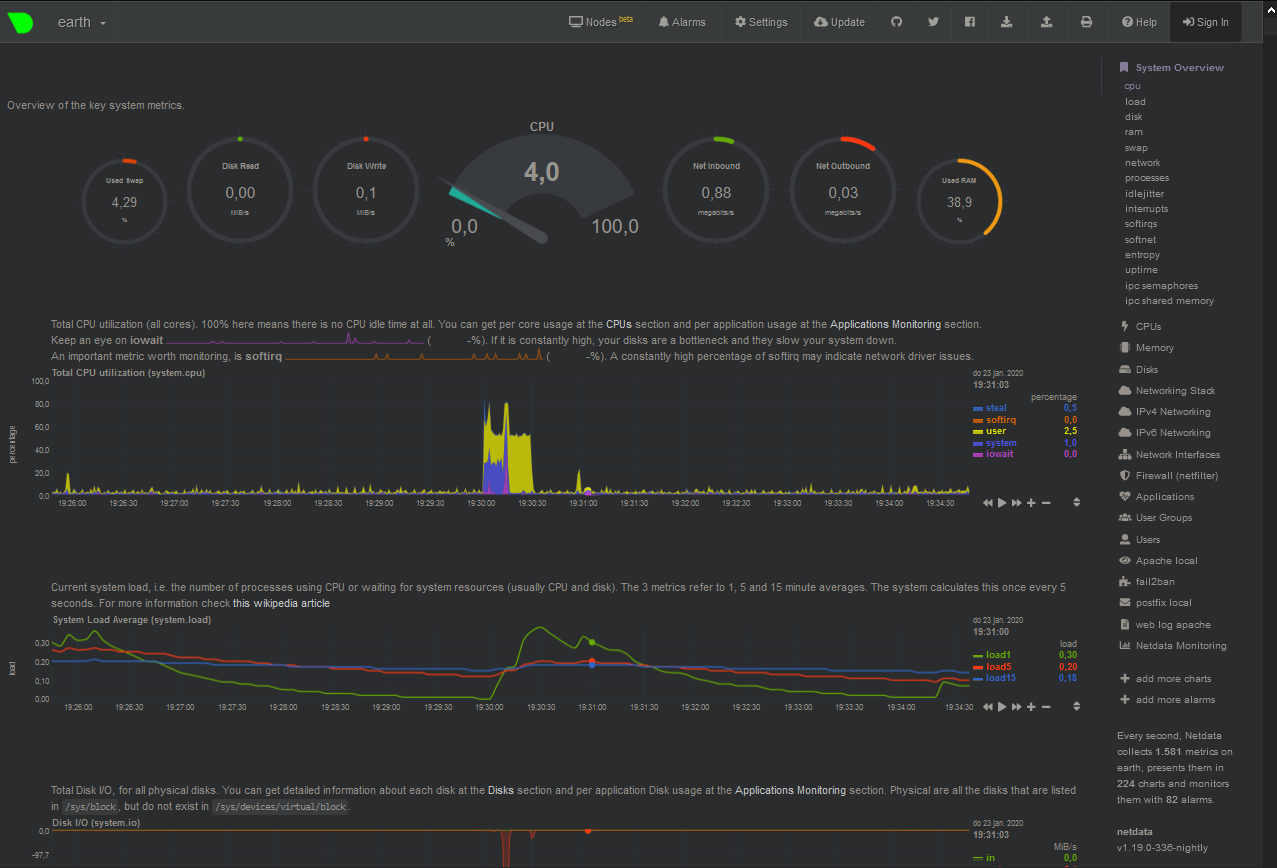 earth
Nodes beta
Alarms
Settings
Update
Help
Sign In
Overview of the key system metrics.
Used Swap
4,29
%
Disk Read
0,00
MiB/s
Disk Write
0,1
MiB/s
CPU
4,0
0,0
100,0
%
Net Inbound
0,88
megabits/s
Net Outbound
0,03
megabits/s
Used RAM
38,9
%
Total CPU utilization (all cores). 100% here means there is no CPU idle time at all. You can get per core usage at the CPUs section and per application usage at the Applications Monitoring section.
Keep an eye on iowait ( -%). If it is constantly high, your disks are a bottleneck and they slow your system down.
An important metric worth monitoring, is softirq ( -%). A constantly high percentage of softirq may indicate network driver issues.
Total CPU utilization (system.cpu)
percentage
100,0
80,0
60,0
40,0
20,0
0,0
19:26:00 19:26:30 19:27:00 19:27:30 19:28:00 19:28:30 19:29:00 19:29:30 19:30:00 19:30:30 19:31:00 19:31:30 19:32:00 19:32:30 19:33:00 19:33:30 19:34:00 19:34:30
do 23 jan. 2020
19:31:03
percentage
steal 0,5
softirq 0,0
user 2,5
system 1,0
iowait 0,0
Current system load, i.e. the number of processes using CPU or waiting for system resources (usually CPU and disk). The 3 metrics refer to 1, 5 and 15 minute averages. The system calculates this once every 5
seconds. For more information check this wikipedia article
System Load Average (system.load)
load
0,30
0,20
0,10
0,00
19:26:00 19:26:30 19:27:00 19:27:30 19:28:00 19:28:30 19:29:00 19:29:30 19:30:00 19:30:30 19:31:00 19:31:30 19:32:00 19:32:30 19:33:00 19:33:30 19:34:00 19:34:30
do 23 jan. 2020
19:31:00
load
load1 0,30
load5 0,20
load15 0,18
Total Disk I/O, for all physical disks. You can get detailed information about each disk at the Disks section and per application Disk usage at the Applications Monitoring section. Physical are all the disks that are listed
in /sys/block, but do not exist in /sys/devices/virtual/block.
Disk I/O (system.io)
0,0
-97,7
do 23 jan. 2020
19:31:03
MiB/s
in 0,0
System Overview
cpu
load
disk
ram
swap
network
processes
idlejitter
interrupts
softirqs
softnet
entropy
uptime
ipc semaphores
ipc shared memory
CPUs
Memory
Disks
Networking Stack
IPv4 Networking
IPv6 Networking
Network Interfaces
Firewall (netfilter)
Applications
User Groups
Users
Apache local
fail2ban
postfix local
web log apache
Netdata Monitoring
add more charts
add more alarms
Every second, Netdata
collects 1.581 metrics on
earth, presents them in
224 charts and monitors
them with 82 alarms.
netdata
v1.19.0-336-nightly